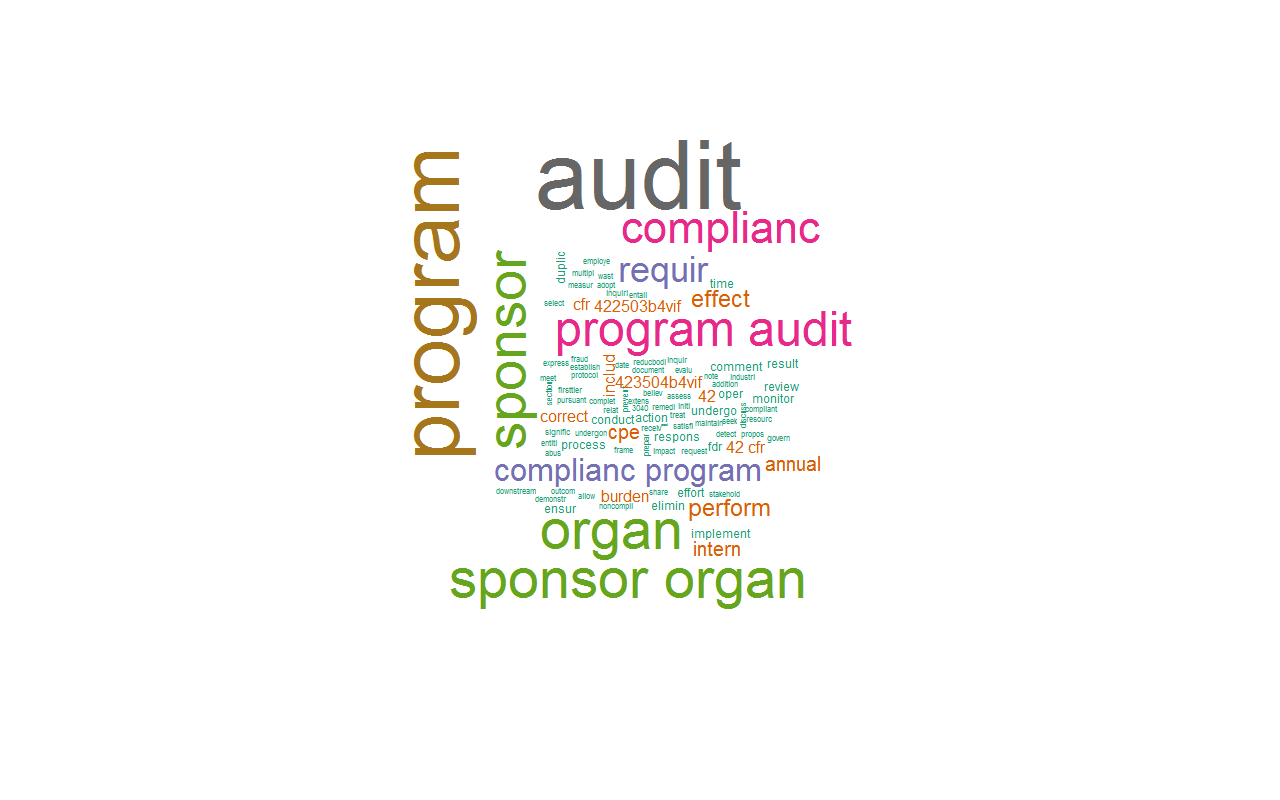 program
audit
complianc
sponsor
duplic
employe
requir
multipl
wast
time
measur
adopt
inquiri
entail
effect
select
cfr
422503b4vif
program audit
express
fraud
establish
includ
date
reducbodi
inquir
document
evalu
comment
result
meet
protocol
423504b4vif
note
industri
addition
section
firsttier
believ
assess
42
oper
review
monitor
pursuant
complet
prevent
extens
relat
3040
remedi
initi
undergo
discuss
compliant
resourc
correct
conduct
action
treat
maintain
seek
signific
undergon
cpe
receiv
satisfi
detect
propos
govern
entiti
process
prepar
respons
fdr
42 cfr
abus
frame
impact
request
complianc program
annual
downstream
outcom
demonstr
allow
burden
share
effort
stakehold
ensur
noncompli
elimin
perform
organ
implement
intern
sponsor organ